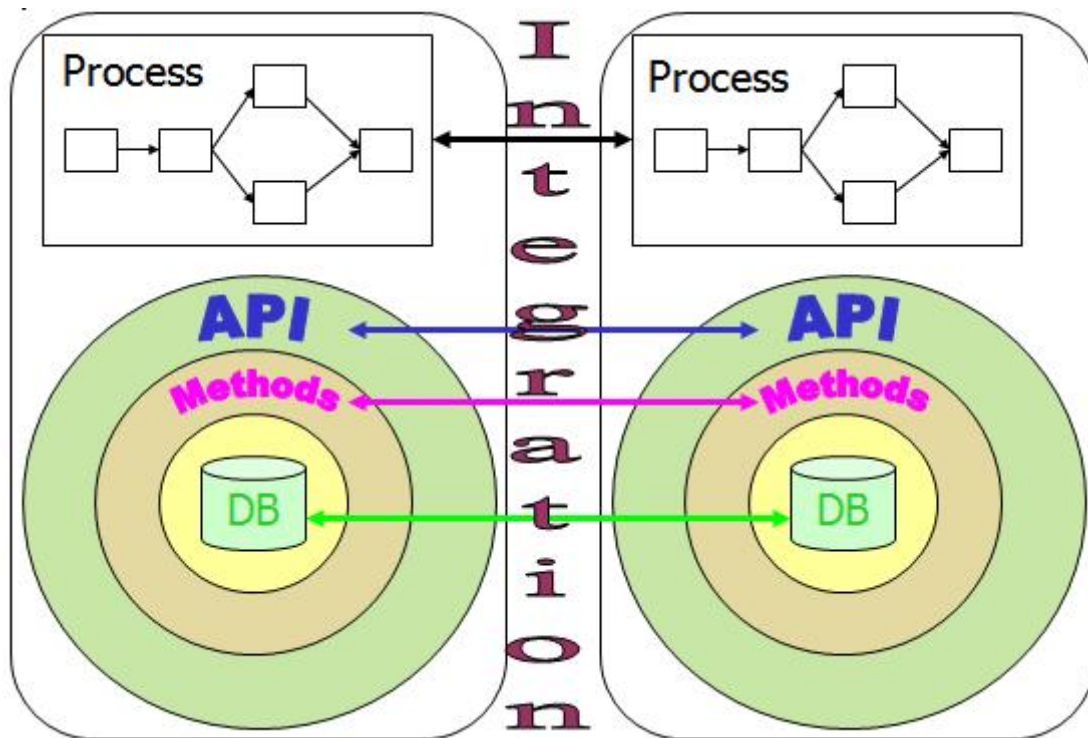 Process
Process
Integration
API
API
Methods
Methods
DB
DB